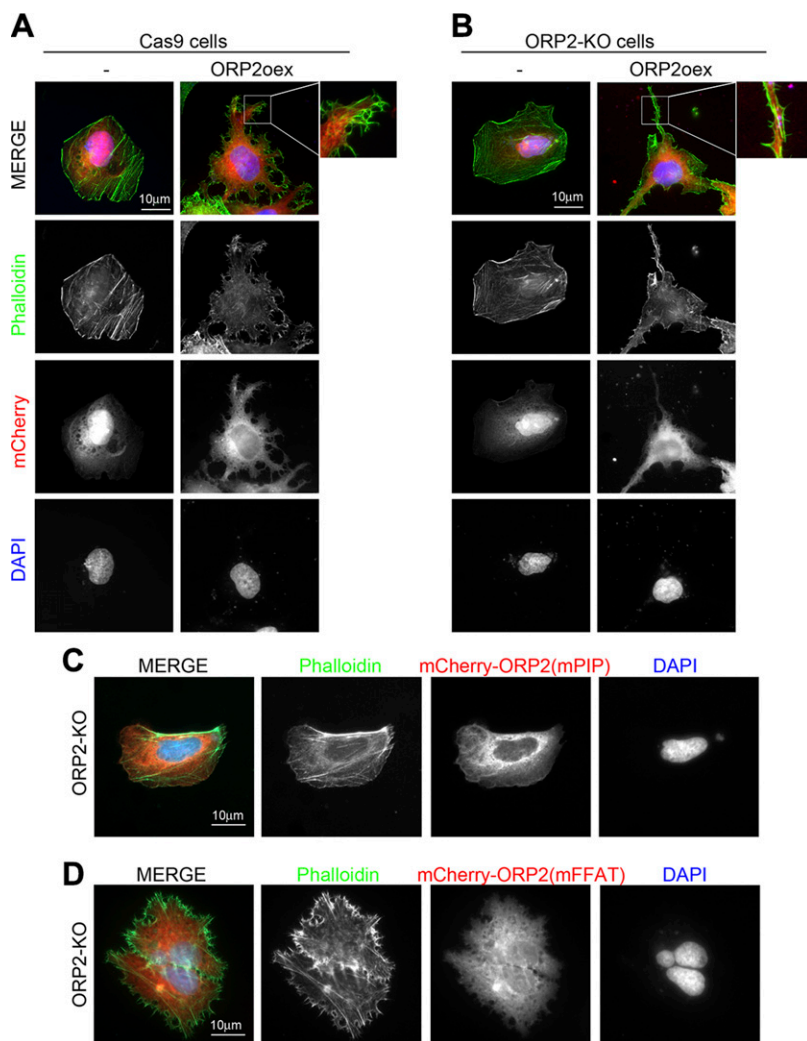 A
B
Cas9 cells
ORP2-KO cells
- ORP2oex
- ORP2oex
MERGE
10μm
10μm
Phalloidin
mCherry
DAPI
C
MERGE Phalloidin mCherry-ORP2(mPIP) DAPI
ORP2-KO
10μm
D
MERGE Phalloidin mCherry-ORP2(mFFAT) DAPI
ORP2-KO
10μm